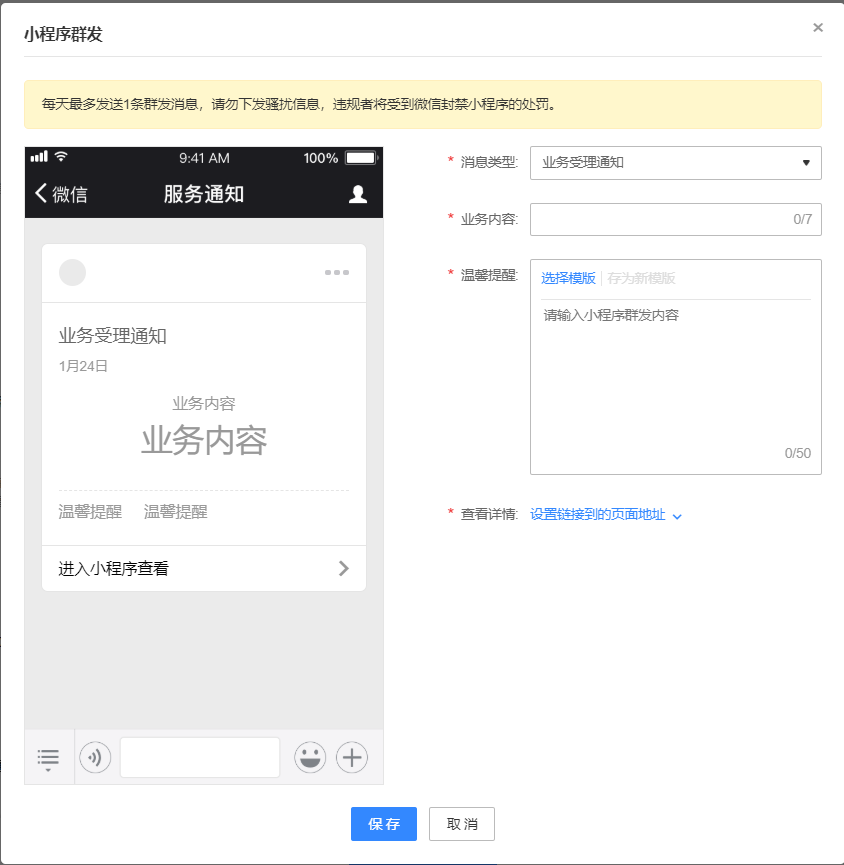 小程序群发
×
每天最多发送1条群发消息，请勿下发骚扰信息，违规者将受到微信封禁小程序的处罚。
9:41 AM 100%
微信 服务通知
业务受理通知
1月24日
业务内容
业务内容
温馨提醒 温馨提醒
进入小程序查看
* 消息类型: 业务受理通知
* 业务内容: 0/7
* 温馨提醒: 选择模版 存为新模版
请输入小程序群发内容
0/50
* 查看详情: 设置链接到的页面地址
保存 取消